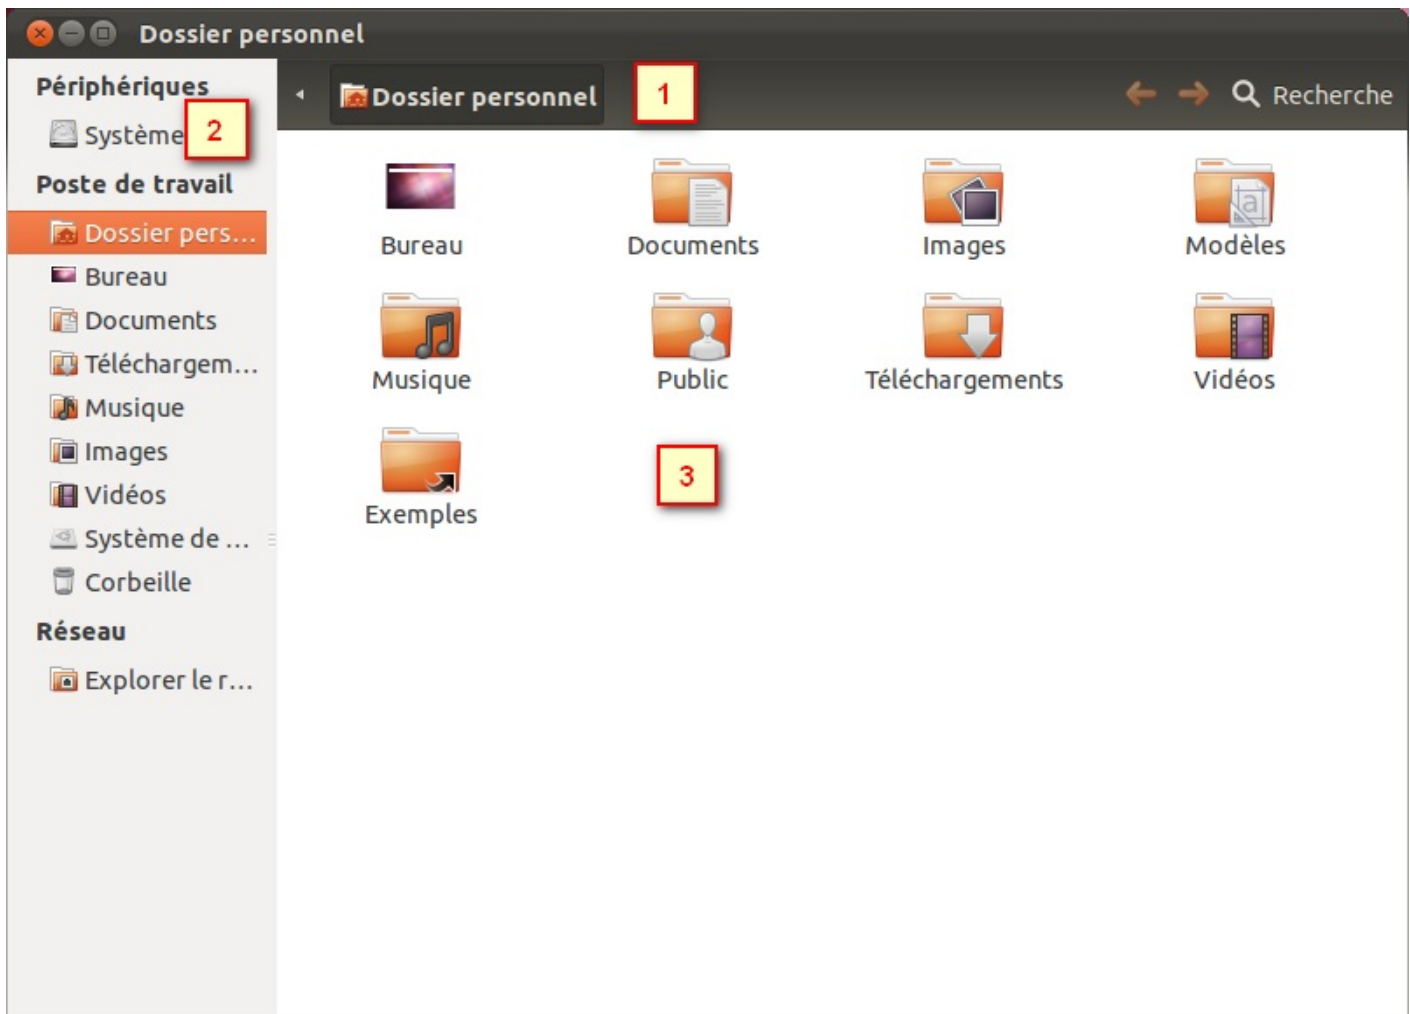 Dossier personnel
Périphériques
Système
2
Poste de travail
Dossier pers...
Bureau
Documents
Téléchargem...
Musique
Images
Vidéos
Système de ...
Corbeille
Réseau
Explorer le r...
Dossier personnel
1
Recherche
Bureau
Documents
Images
Modèles
a
Musique
Public
Téléchargements
Vidéos
Exemples
3